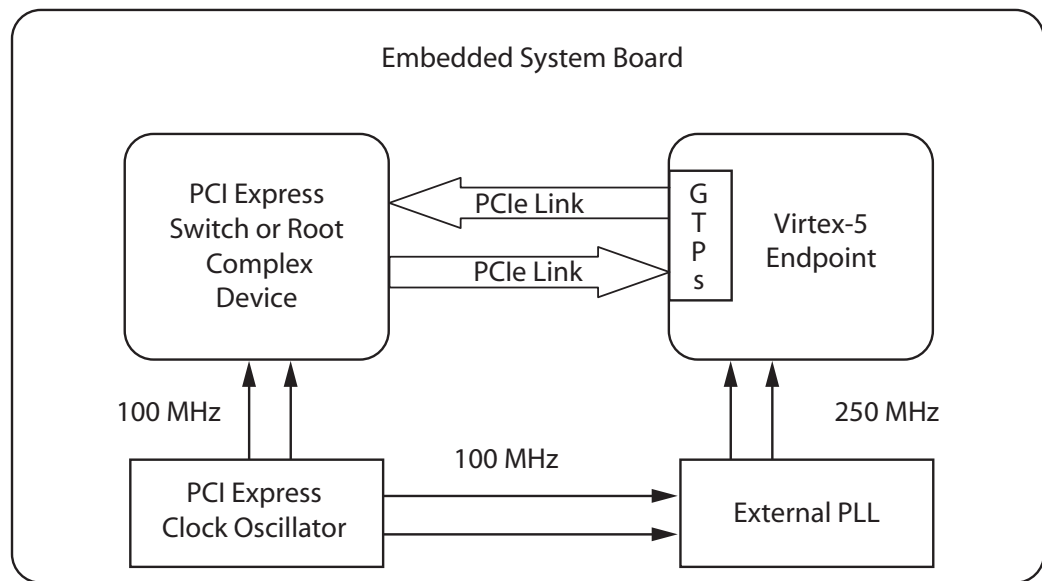 Embedded System Board
PCI Express
Switch or Root
Complex
Device
PCIe Link
PCIe Link
G
T
P
s
Virtex-5
Endpoint
100 MHz
250 MHz
100 MHz
PCI Express
Clock Oscillator
External PLL